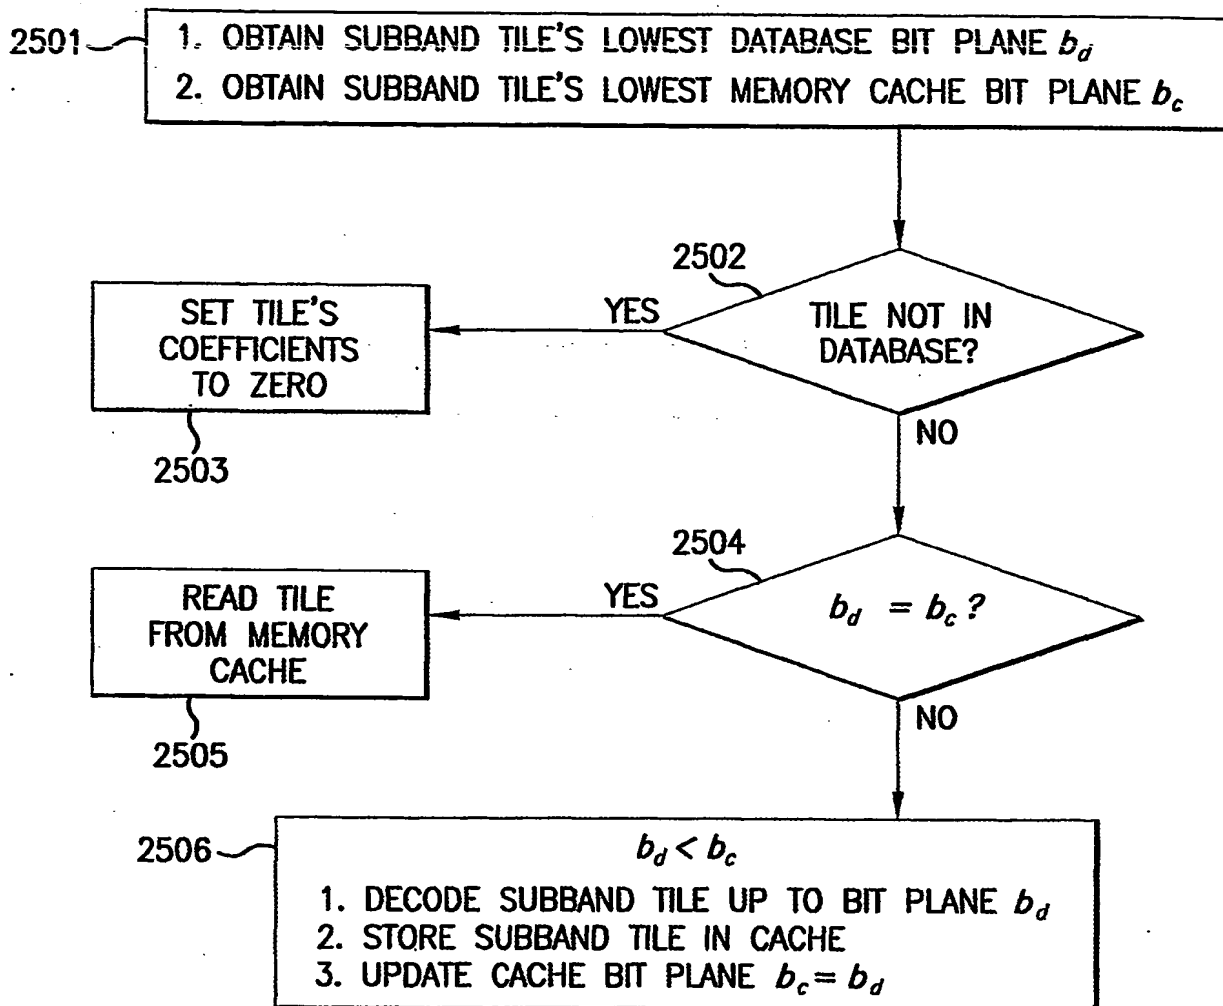 2501
1. OBTAIN SUBBAND TILE'S LOWEST DATABASE BIT PLANE b_d
2. OBTAIN SUBBAND TILE'S LOWEST MEMORY CACHE BIT PLANE b_c
2502
TILE NOT IN
DATABASE?
YES
SET TILE'S
COEFFICIENTS
TO ZERO
2503
NO
2504
b_d = b_c ?
YES
READ TILE
FROM MEMORY
CACHE
2505
NO
2506
b_d < b_c
1. DECODE SUBBAND TILE UP TO BIT PLANE b_d
2. STORE SUBBAND TILE IN CACHE
3. UPDATE CACHE BIT PLANE b_c = b_d